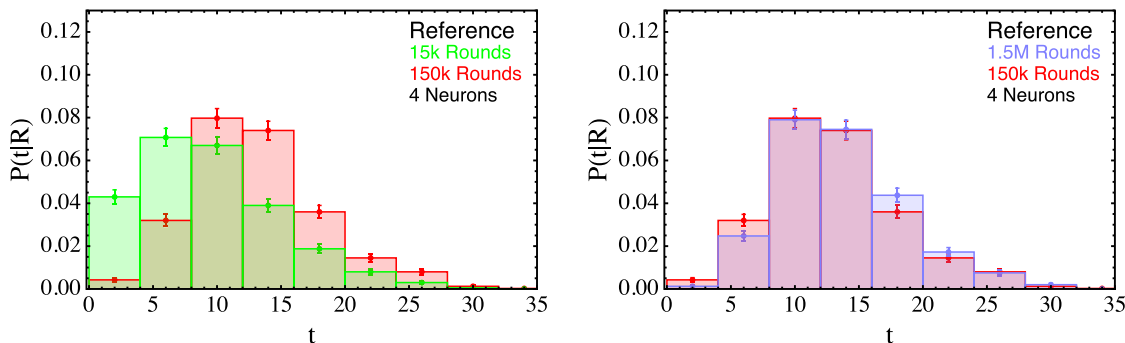 Reference
15k Rounds
150k Rounds
4 Neurons
P(t|R)
0.12
0.10
0.08
0.06
0.04
0.02
0.00
0 5 10 15 20 25 30 35
t
Reference
1.5M Rounds
150k Rounds
4 Neurons
P(t|R)
0.12
0.10
0.08
0.06
0.04
0.02
0.00
0 5 10 15 20 25 30 35
t